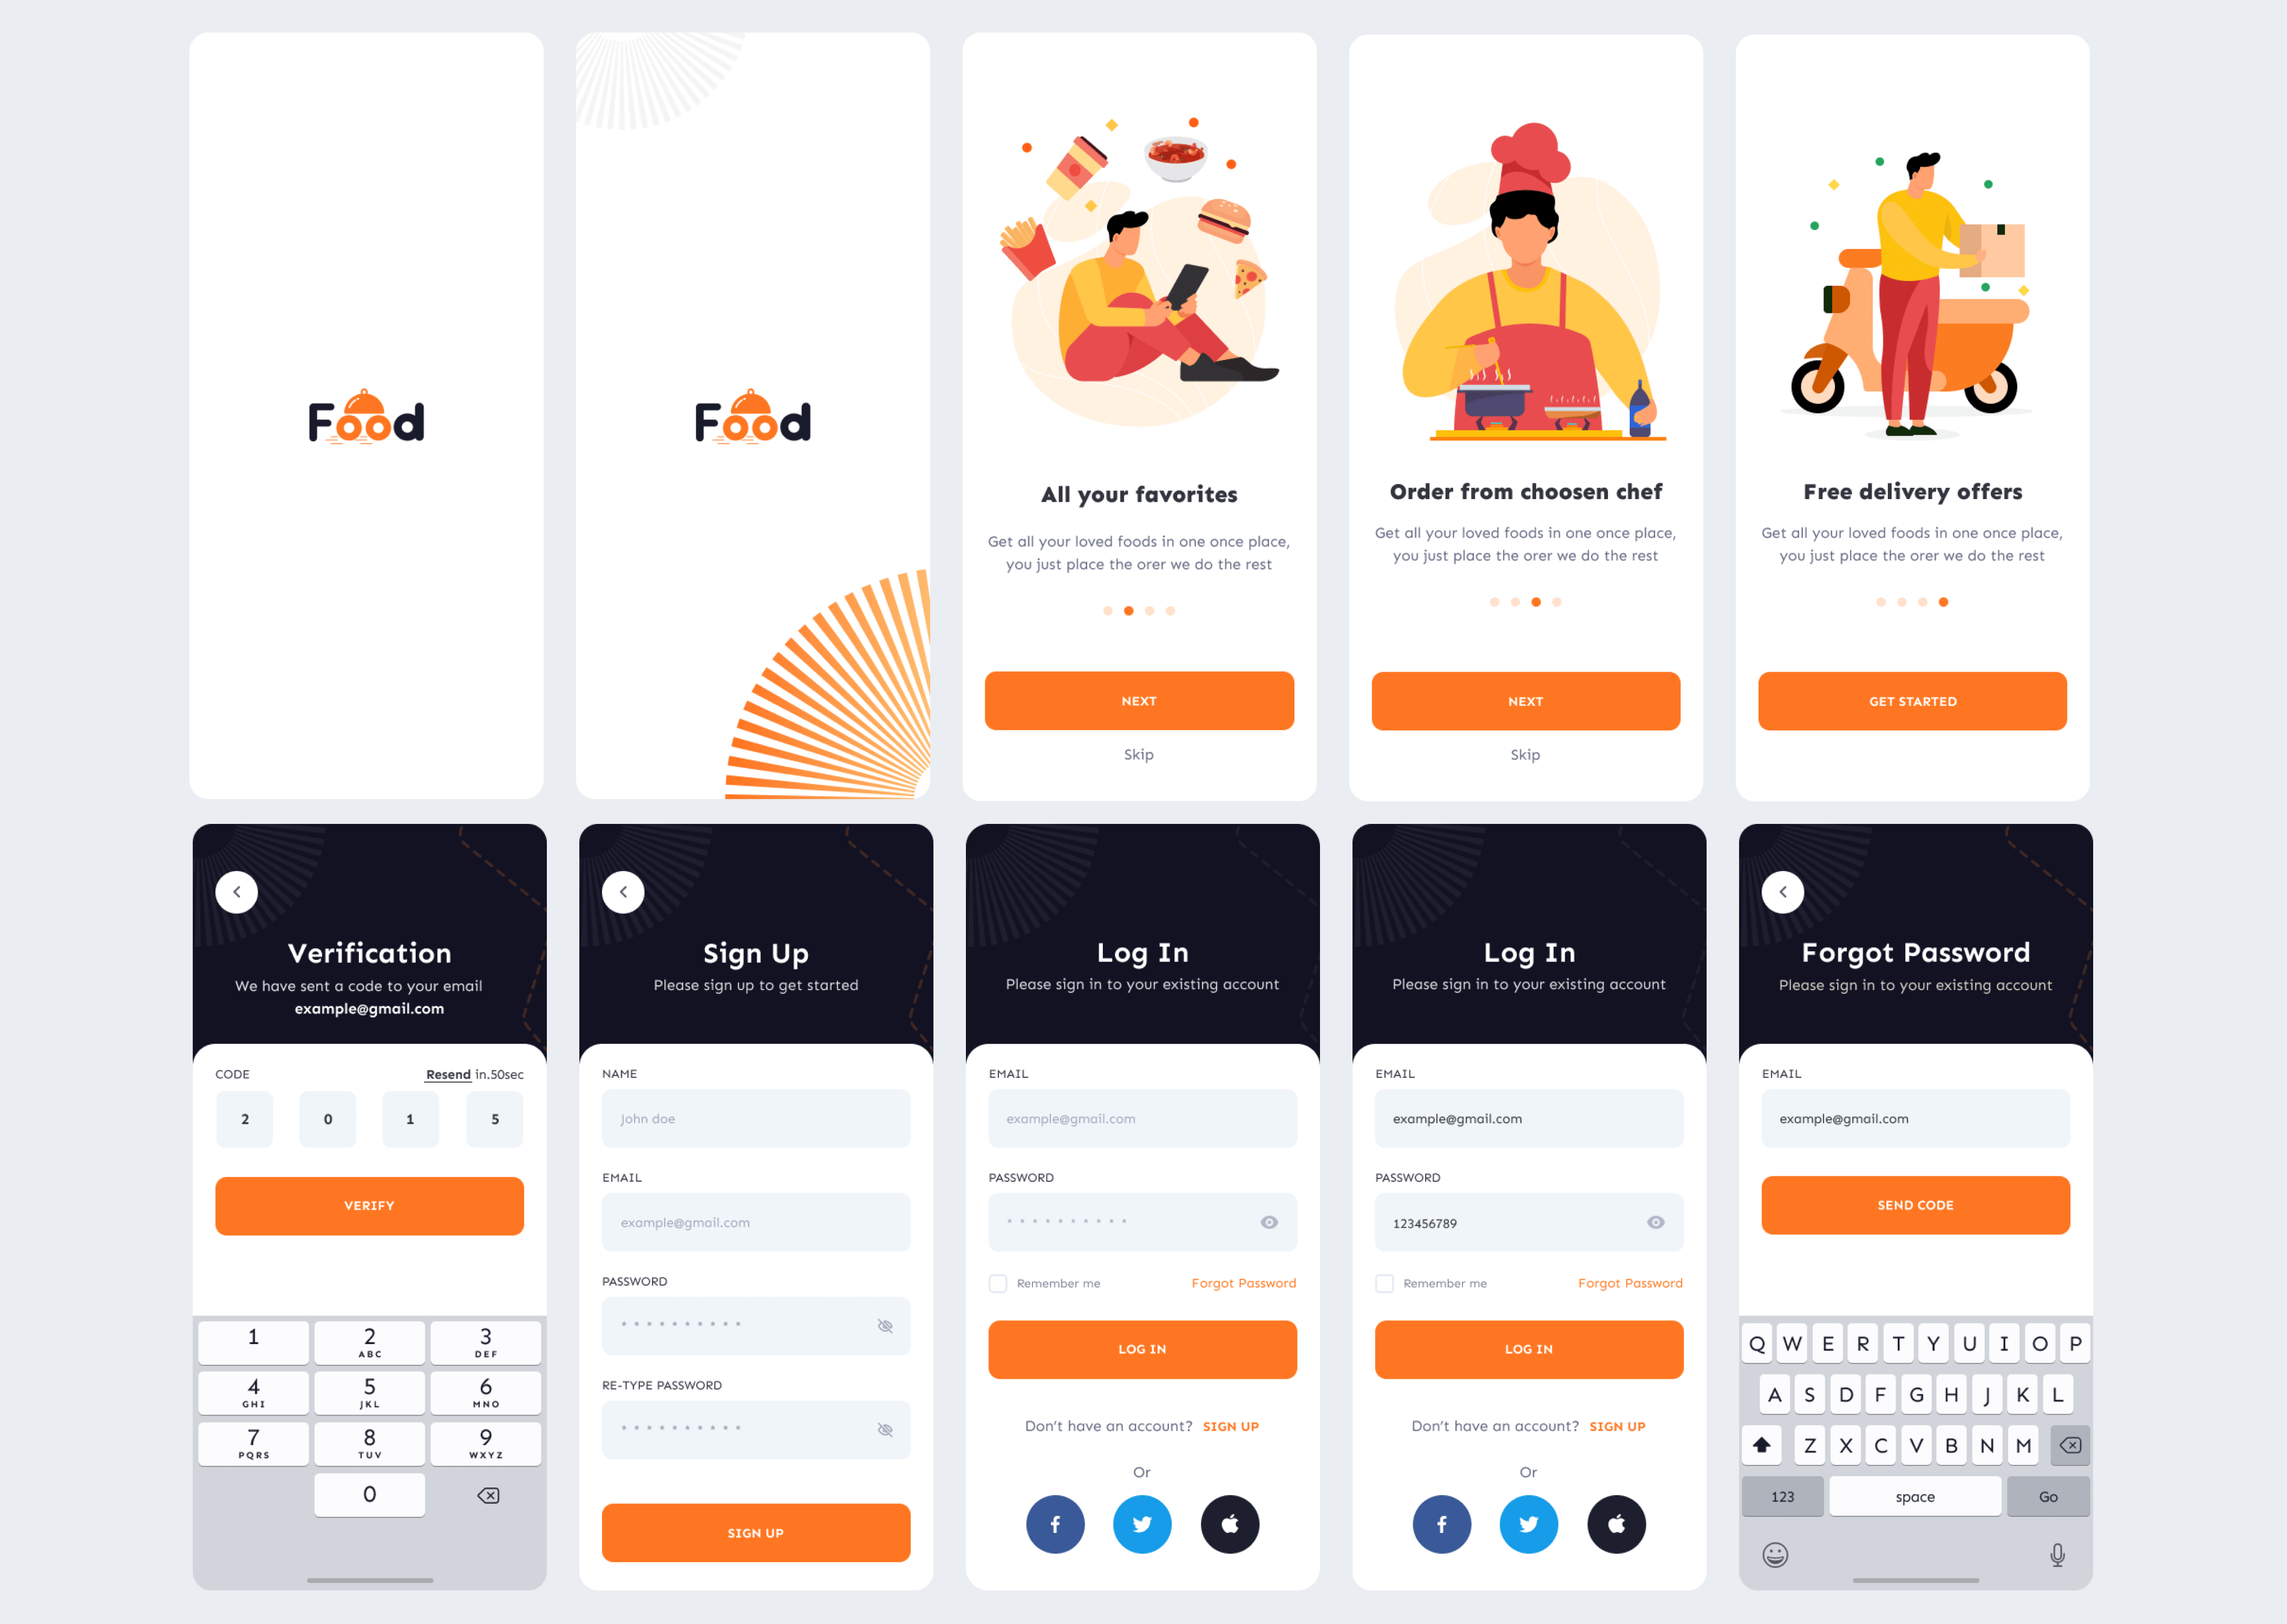 Food
Food
All your favorites
Get all your loved foods in one once place,
you just place the orer we do the rest
NEXT
Skip
Order from choosen chef
Get all your loved foods in one once place,
you just place the orer we do the rest
NEXT
Skip
Free delivery offers
Get all your loved foods in one once place,
you just place the orer we do the rest
GET STARTED
Verification
We have sent a code to your email
example@gmail.com
CODE
Resend in.50sec
2 0 1 5
VERIFY
1 2 3
ABC DEF
4 5 6
GHI JKL MNO
7 8 9
PQRS TUV WXYZ
0
Sign Up
Please sign up to get started
NAME
John doe
EMAIL
example@gmail.com
PASSWORD
* * * * * * * * * *
RE-TYPE PASSWORD
* * * * * * * * * *
SIGN UP
Log In
Please sign in to your existing account
EMAIL
example@gmail.com
PASSWORD
* * * * * * * * * *
Remember me
Forgot Password
LOG IN
Don't have an account? SIGN UP
Or
f
Log In
Please sign in to your existing account
EMAIL
example@gmail.com
PASSWORD
123456789
Remember me
Forgot Password
LOG IN
Don't have an account? SIGN UP
Or
f
Forgot Password
Please sign in to your existing account
EMAIL
example@gmail.com
SEND CODE
Q W E R T Y U I O P
A S D F G H J K L
Z X C V B N M
123 space Go